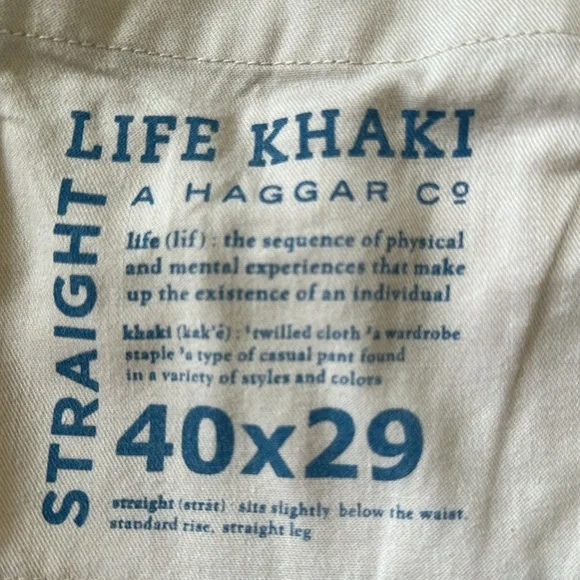 LIFE KHAKI
A HAGGAR Cº
STRAIGHT
life (lif) : the sequence of physical
and mental experiences that make
up the existence of an individual
khaki (kak'ē) : ¹twilled cloth ²a wardrobe
staple ³a type of casual pant found
in a variety of styles and colors
40x29
straight (strāt) : sits slightly below the waist,
standard rise, straight leg